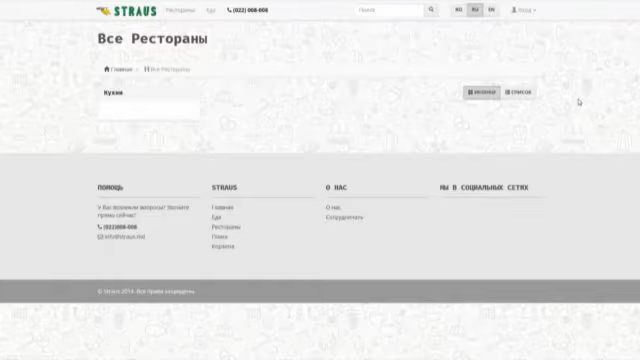 STRAUS
Рестораны
Еда
(022) 008-008
Поиск
RO
RU
EN
Вход
Все Рестораны
Главная
Все Рестораны
Кухни
ИКОНКИ
СПИСОК
ПОМОЩЬ
У Вас возникли вопросы? Звоните
прямо сейчас!
(022)008-008
info@straus.md
STRAUS
Главная
Еда
Рестораны
Поиск
Корзина
О НАС
О нас
Сотрудничать
МЫ В СОЦИАЛЬНЫХ СЕТЯХ
© Straus 2014. Все права защищены.